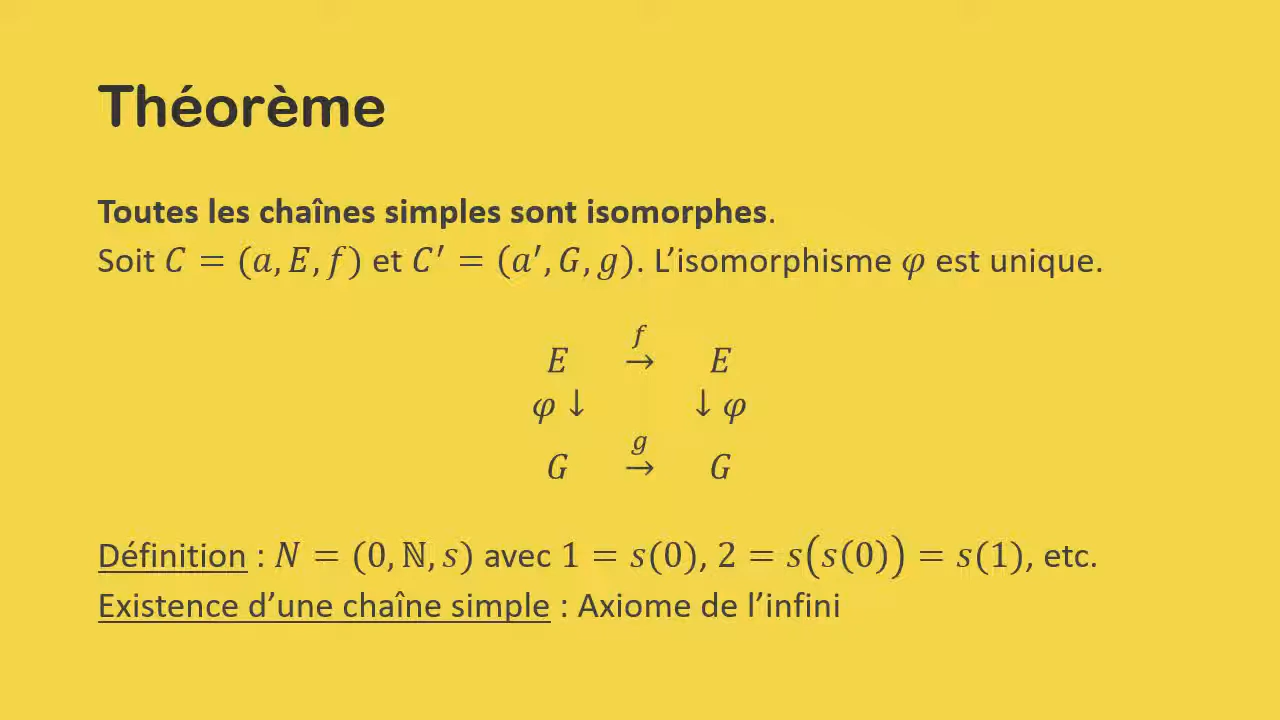 Théorème
Toutes les chaînes simples sont isomorphes.
Soit C = (a, E, f) et C′ = (a′, G, g). L’isomorphisme φ est unique.
f
E → E
φ ↓ ↓ φ
g
G → G
Définition : N = (0, ℕ, s) avec 1 = s(0), 2 = s(s(0)) = s(1), etc.
Existence d’une chaîne simple : Axiome de l’infini